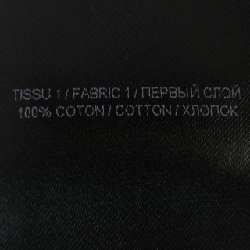 TISSU 1 / FABRIC 1 / ПЕРВЫЙ СЛОЙ
100% COTON / COTTON / ХЛОПОК